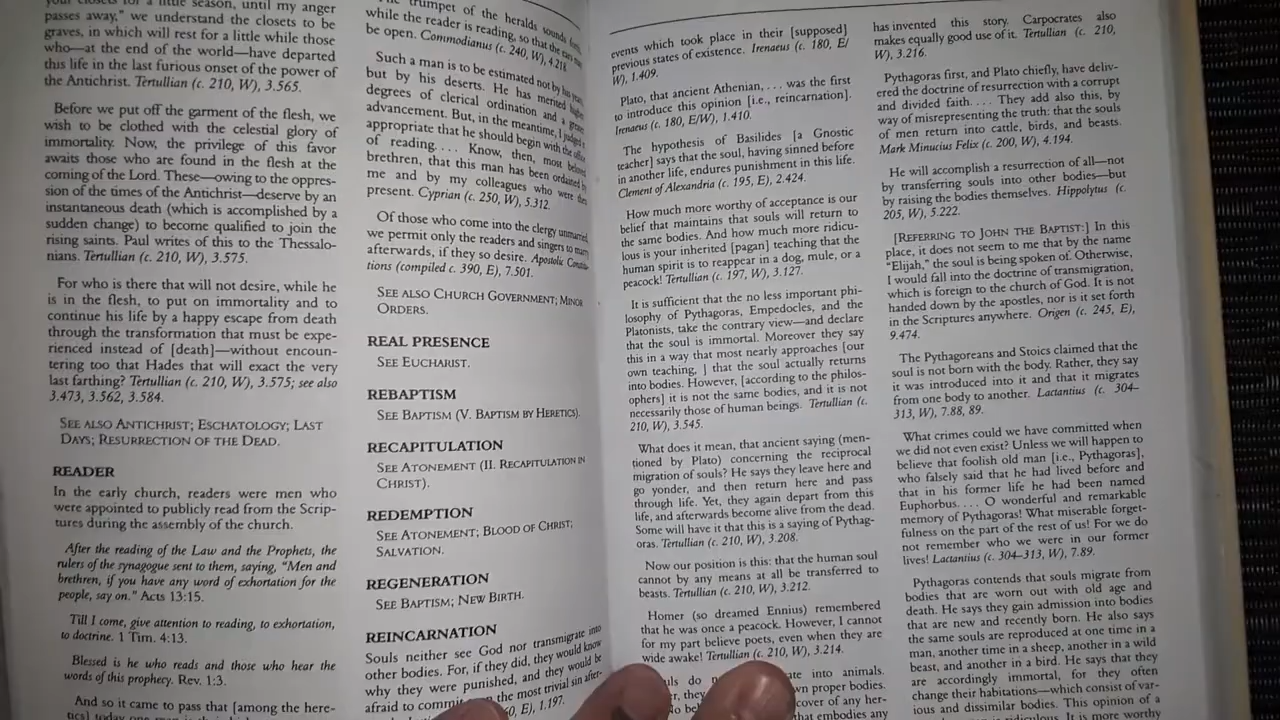 your closets for a little season, until my anger
passes away," we understand the closets to be
graves, in which will rest for a little while those
who—at the end of the world—have departed
this life in the last furious onset of the power of
the Antichrist. Tertullian (c. 210, W), 3.565.
Before we put off the garment of the flesh, we
wish to be clothed with the celestial glory of
immortality. Now, the privilege of this favor
awaits those who are found in the flesh at the
coming of the Lord. These—owing to the oppres-
sion of the times of the Antichrist—deserve by an
instantaneous death (which is accomplished by a
sudden change) to become qualified to join the
rising saints. Paul writes of this to the Thessalo-
nians. Tertullian (c. 210, W), 3.575.
For who is there that will not desire, while he
is in the flesh, to put on immortality and to
continue his life by a happy escape from death
through the transformation that must be expe-
rienced instead of [death]—without encoun-
tering too that Hades that will exact the very
last farthing? Tertullian (c. 210, W), 3.575; see also
3.473, 3.562, 3.584.
SEE ALSO ANTICHRIST; ESCHATOLOGY; LAST
DAYS; RESURRECTION OF THE DEAD.
READER
In the early church, readers were men who
were appointed to publicly read from the Scrip-
tures during the assembly of the church.
After the reading of the Law and the Prophets, the
rulers of the synagogue sent to them, saying, "Men and
brethren, if you have any word of exhortation for the
people, say on." Acts 13:15.
Till I come, give attention to reading, to exhortation,
to doctrine. 1 Tim. 4:13.
Blessed is he who reads and those who hear the
words of this prophecy. Rev. 1:3.
And so it came to pass that [among the here-
tics] today one man is
trumpet of the heralds sounds
while the reader is reading, so that the ears may
be open. Commodianus (c. 240, W), 4.218
Such a man is to be estimated not by his years,
but by his deserts. He has merited higher
degrees of clerical ordination and a
advancement. But, in the meantime, I judged it
appropriate that he should begin with the office
of reading. . . . Know, then, most beloved
brethren, that this man has been ordained by
me and by my colleagues who were then
present. Cyprian (c. 250, W), 5.312.
Of those who come into the clergy unmarried,
we permit only the readers and singers to marry
afterwards, if they so desire. Apostolic Constitu-
tions (compiled c. 390, E), 7.501.
SEE ALSO CHURCH GOVERNMENT; MINOR
ORDERS.
REAL PRESENCE
SEE EUCHARIST.
REBAPTISM
SEE BAPTISM (V. BAPTISM BY HERETICS).
RECAPITULATION
SEE ATONEMENT (II. RECAPITULATION IN
CHRIST).
REDEMPTION
SEE ATONEMENT; BLOOD OF CHRIST;
SALVATION.
REGENERATION
SEE BAPTISM; NEW BIRTH.
REINCARNATION
Souls neither see God nor transmigrate into
other bodies. For, if they did, they would know
why they were punished, and they would be
afraid to commit the most trivial sin after-
E), 1.197.
events which took place in their [supposed]
previous states of existence. Irenaeus (c. 180, E/
W), 1.409.
Plato, that ancient Athenian, . . . was the first
to introduce this opinion [i.e., reincarnation].
Irenaeus (c. 180, E/W), 1.410.
The hypothesis of Basilides [a Gnostic
teacher] says that the soul, having sinned before
in another life, endures punishment in this life.
Clement of Alexandria (c. 195, E), 2.424.
How much more worthy of acceptance is our
belief that maintains that souls will return to
the same bodies. And how much more ridicu-
lous is your inherited [pagan] teaching that the
human spirit is to reappear in a dog, mule, or a
peacock! Tertullian (c. 197, W), 3.127.
It is sufficient that the no less important phi-
losophy of Pythagoras, Empedocles, and the
Platonists, take the contrary view—and declare
that the soul is immortal. Moreover they say
this in a way that most nearly approaches [our
own teaching, ] that the soul actually returns
into bodies. However, [according to the philos-
ophers] it is not the same bodies, and it is not
necessarily those of human beings. Tertullian (c.
210, W), 3.545.
What does it mean, that ancient saying (men-
tioned by Plato) concerning the reciprocal
migration of souls? He says they leave here and
go yonder, and then return here and pass
through life. Yet, they again depart from this
life, and afterwards become alive from the dead.
Some will have it that this is a saying of Pythag-
oras. Tertullian (c. 210, W), 3.208.
Now our position is this: that the human soul
cannot by any means at all be transferred to
beasts. Tertullian (c. 210, W), 3.212.
Homer (so dreamed Ennius) remembered
that he was once a peacock. However, I cannot
for my part believe poets, even when they are
wide awake! Tertullian (c. 210, W), 3.214.
do into animals.
they own proper bodies.
cover of any her-
that embodies any
has invented this story. Carpocrates also
makes equally good use of it. Tertullian (c. 210,
W), 3.216.
Pythagoras first, and Plato chiefly, have deliv-
ered the doctrine of resurrection with a corrupt
and divided faith. . . . They add also this, by
way of misrepresenting the truth: that the souls
of men return into cattle, birds, and beasts.
Mark Minucius Felix (c. 200, W), 4.194.
He will accomplish a resurrection of all—not
by transferring souls into other bodies—but
by raising the bodies themselves. Hippolytus (c.
205, W), 5.222.
[REFERRING TO JOHN THE BAPTIST:] In this
place, it does not seem to me that by the name
"Elijah," the soul is being spoken of. Otherwise,
I would fall into the doctrine of transmigration,
which is foreign to the church of God. It is not
handed down by the apostles, nor is it set forth
in the Scriptures anywhere. Origen (c. 245, E),
9.474.
The Pythagoreans and Stoics claimed that the
soul is not born with the body. Rather, they say
it was introduced into it and that it migrates
from one body to another. Lactantius (c. 304–
313, W), 7.88, 89.
What crimes could we have committed when
we did not even exist? Unless we will happen to
believe that foolish old man [i.e., Pythagoras],
who falsely said that he had lived before and
that in his former life he had been named
Euphorbus. . . . O wonderful and remarkable
memory of Pythagoras! What miserable forget-
fulness on the part of the rest of us! For we do
not remember who we were in our former
lives! Lactantius (c. 304–313, W), 7.89.
Pythagoras contends that souls migrate from
bodies that are worn out with old age and
death. He says they gain admission into bodies
that are new and recently born. He also says
the same souls are reproduced at one time in a
man, another time in a sheep, another in a wild
beast, and another in a bird. He says that they
are accordingly immortal, for they often
change their habitations—which consist of var-
ious and dissimilar bodies. This opinion of a
It is more worthy